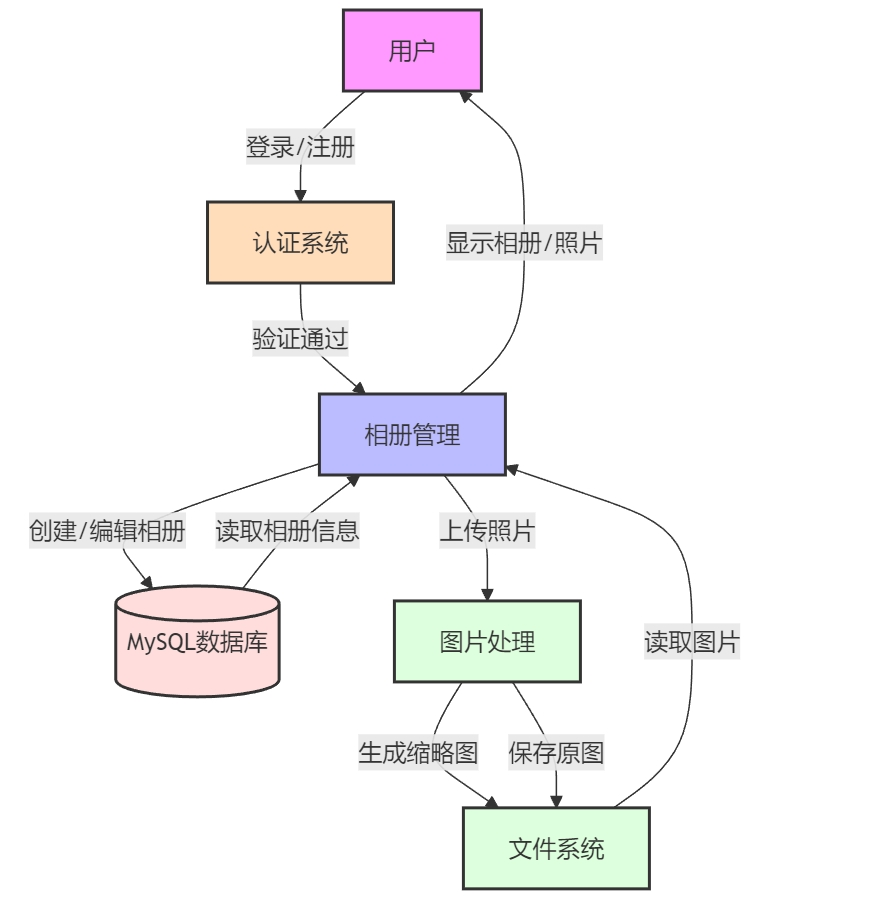 用户
登录/注册
认证系统
显示相册/照片
验证通过
相册管理
创建/编辑相册
读取相册信息
上传照片
MySQL数据库
图片处理
读取图片
生成缩略图
保存原图
文件系统